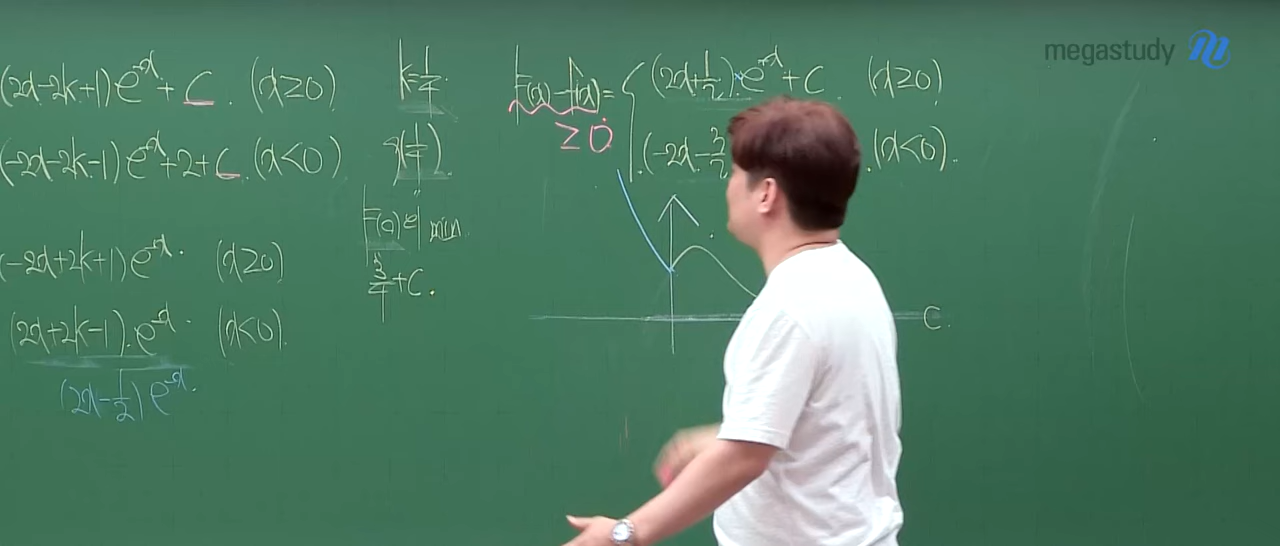 megastudy
(2x-2k+1)e^{-x}+C. (x≥0)
(-2x-2k-1)e^{-x}+2+C (x<0)
(-2x+2k+1)e^{-x}. (x≥0)
(2x+2k-1).e^{-x}. (x<0).
(2x-1/2)e^{-x}.
k=1/4.
g(1/4).
F(0)의 min
3/4+C.
F(x)-f(x)= { (2x+1/2).e^{-x}+C. (x≥0)
≥0
(-2x-3/2 .(x<0).
C.